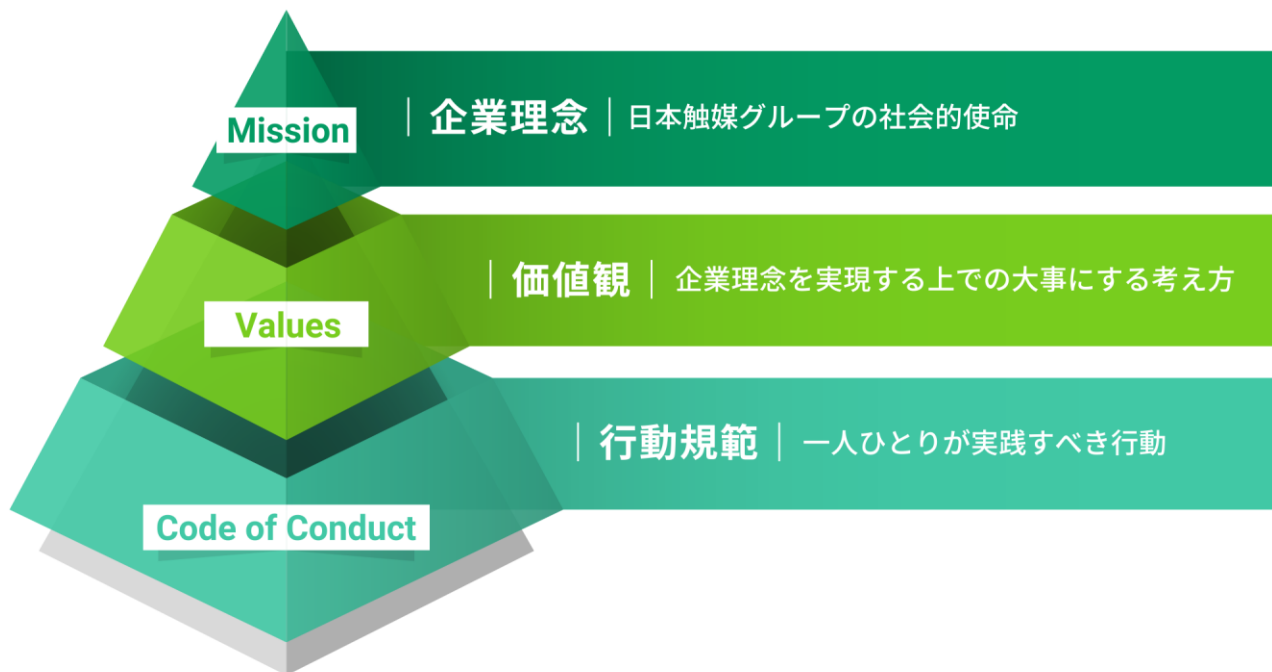 Mission
企業理念
日本触媒グループの社会的使命
Values
価値観
企業理念を実現する上での大事にする考え方
Code of Conduct
行動規範
一人ひとりが実践すべき行動